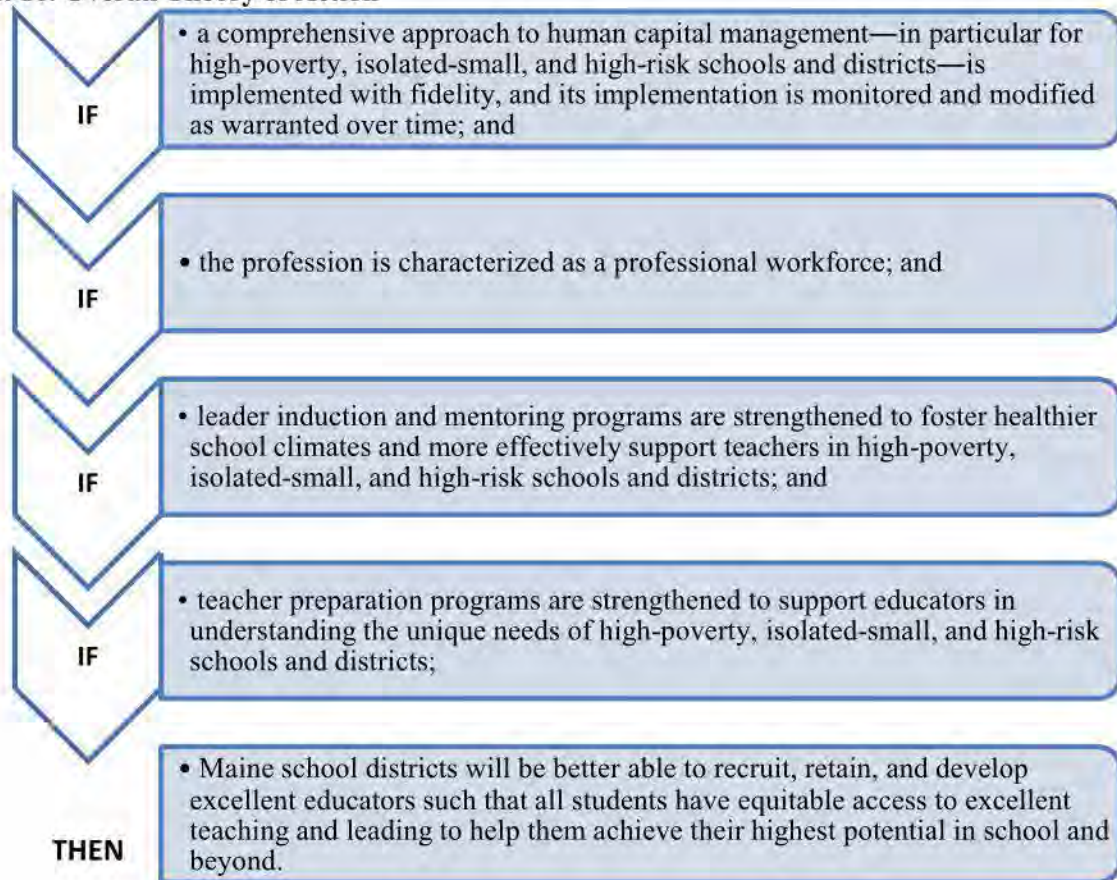 Overall Theory of Action
IF
• a comprehensive approach to human capital management—in particular for
high-poverty, isolated-small, and high-risk schools and districts—is
implemented with fidelity, and its implementation is monitored and modified
as warranted over time; and
IF
• the profession is characterized as a professional workforce; and
IF
• leader induction and mentoring programs are strengthened to foster healthier
school climates and more effectively support teachers in high-poverty,
isolated-small, and high-risk schools and districts; and
IF
• teacher preparation programs are strengthened to support educators in
understanding the unique needs of high-poverty, isolated-small, and high-risk
schools and districts;
THEN
• Maine school districts will be better able to recruit, retain, and develop
excellent educators such that all students have equitable access to excellent
teaching and leading to help them achieve their highest potential in school and
beyond.